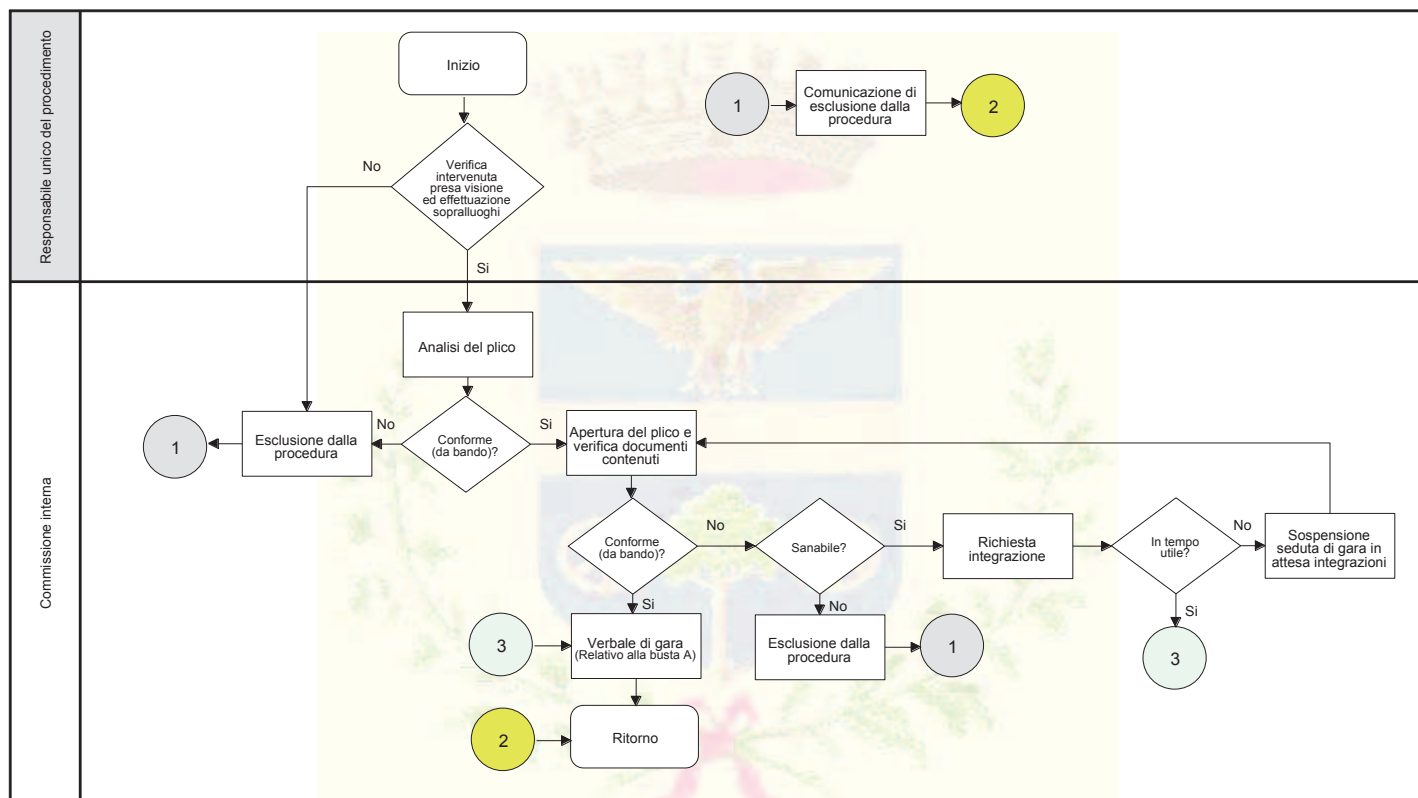 Responsabile unico del procedimento
Inizio
1
Comunicazione di
esclusione dalla
procedura
2
No
Verifica
intervenuta
presa visione
ed effettuazione
sopralluoghi
Si
Commissione interna
Analisi del plico
1
Esclusione dalla
procedura
No
Conforme
(da bando)?
Si
Apertura del plico e
verifica documenti
contenuti
Conforme
(da bando)?
No
Sanabile?
Si
Richiesta
integrazione
In tempo
utile?
No
Sospensione
seduta di gara in
attesa integrazioni
Si
No
Si
3
Verbale di gara
(Relativo alla busta A)
Esclusione dalla
procedura
1
3
2
Ritorno